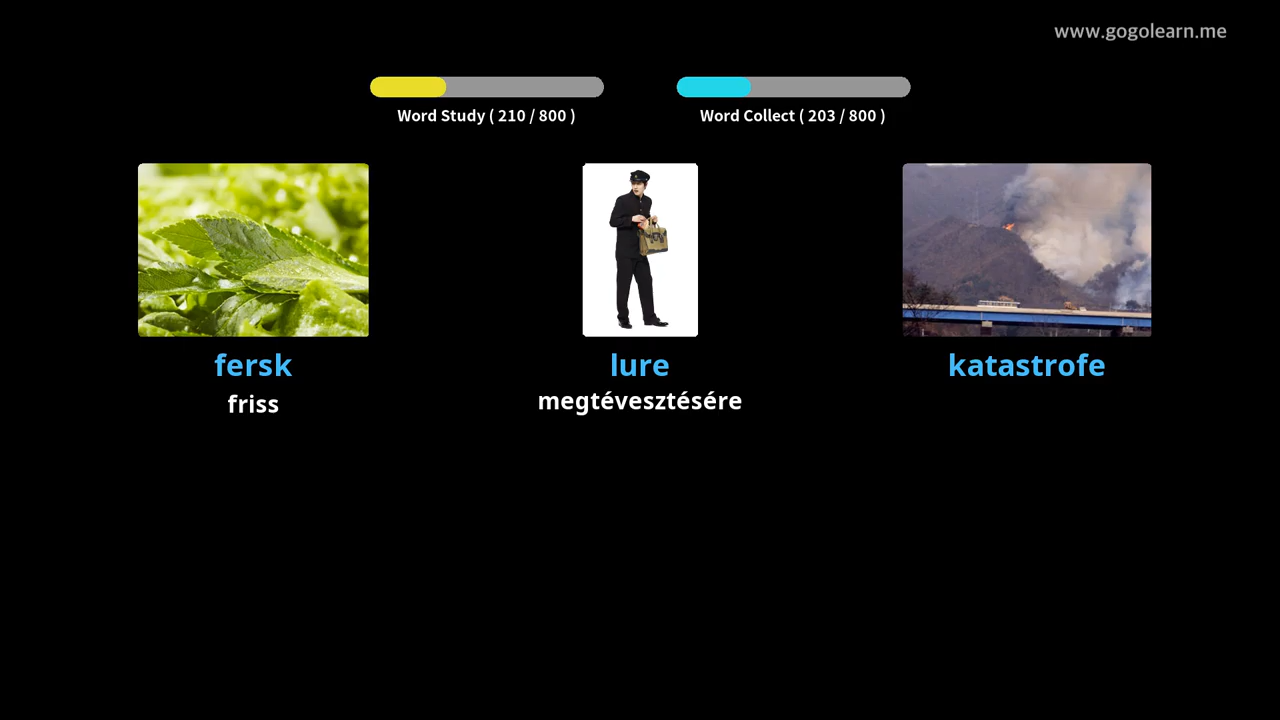 www.gogolearn.me
Word Study ( 210 / 800 )
Word Collect ( 203 / 800 )
fersk
lure
katastrofe
friss
megtévesztésére